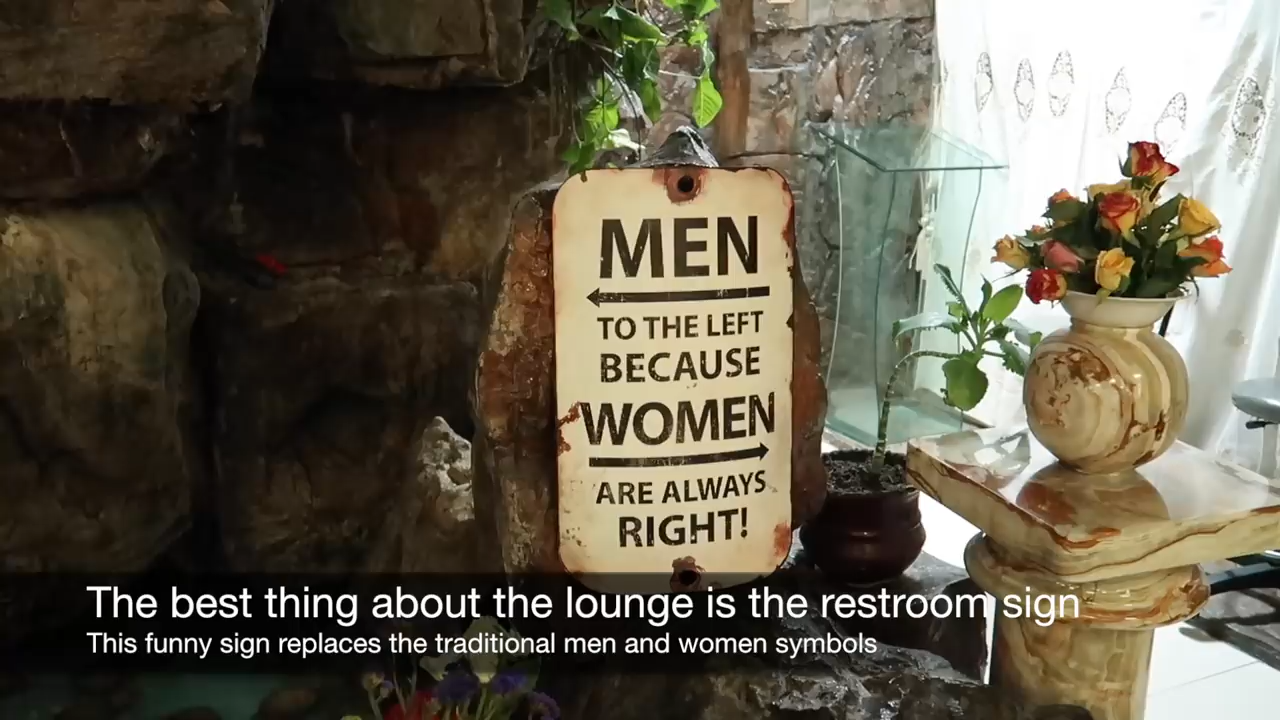 MEN
TO THE LEFT
BECAUSE
WOMEN
ARE ALWAYS
RIGHT!
The best thing about the lounge is the restroom sign
This funny sign replaces the traditional men and women symbols